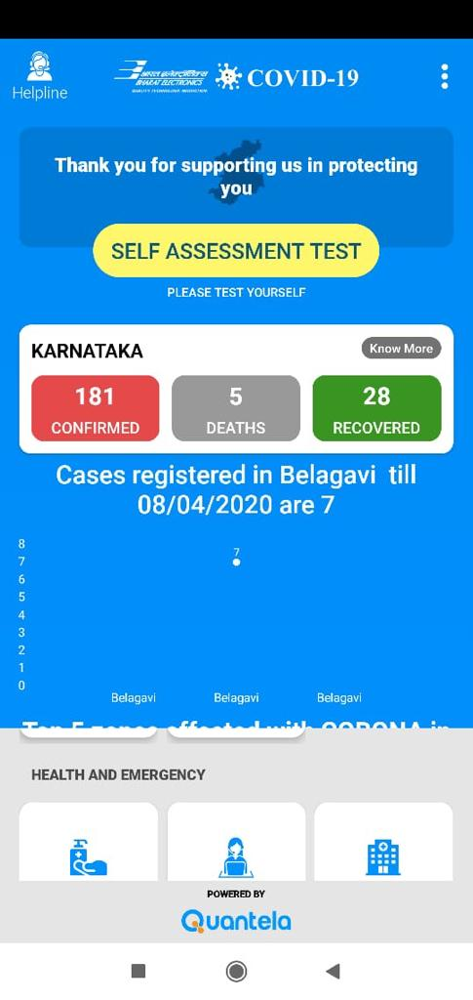 Helpline
BHARAT ELECTRONICS
QUALITY. TECHNOLOGY. INNOVATION
COVID-19
Thank you for supporting us in protecting
you
SELF ASSESSMENT TEST
PLEASE TEST YOURSELF
KARNATAKA
Know More
181
5
28
CONFIRMED
DEATHS
RECOVERED
Cases registered in Belagavi till
08/04/2020 are 7
8
7
7
6
5
4
3
2
1
0
Belagavi
Belagavi
Belagavi
Top 5 zones affected with CORONA in
HEALTH AND EMERGENCY
POWERED BY
Quantela